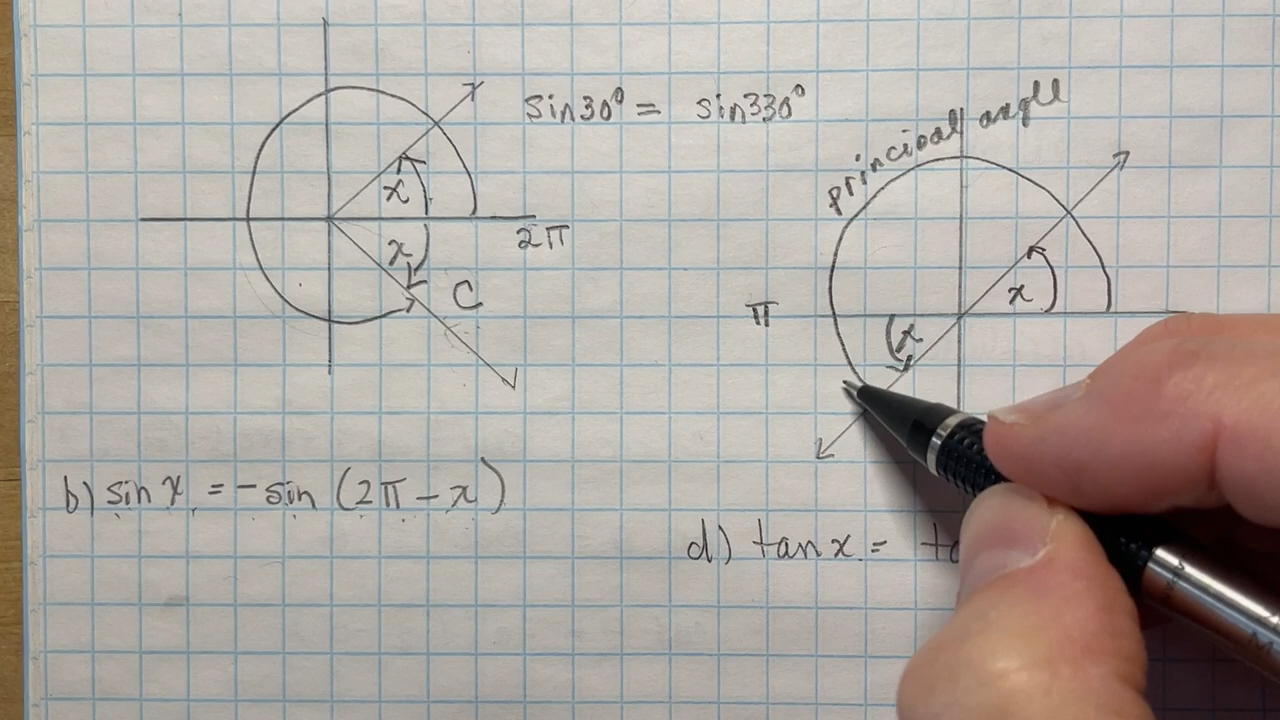 sin30° = sin330°
principal angle
x
x
2π
C
π
x
x
b) sin x = -sin (2π - x)
d) tan x =